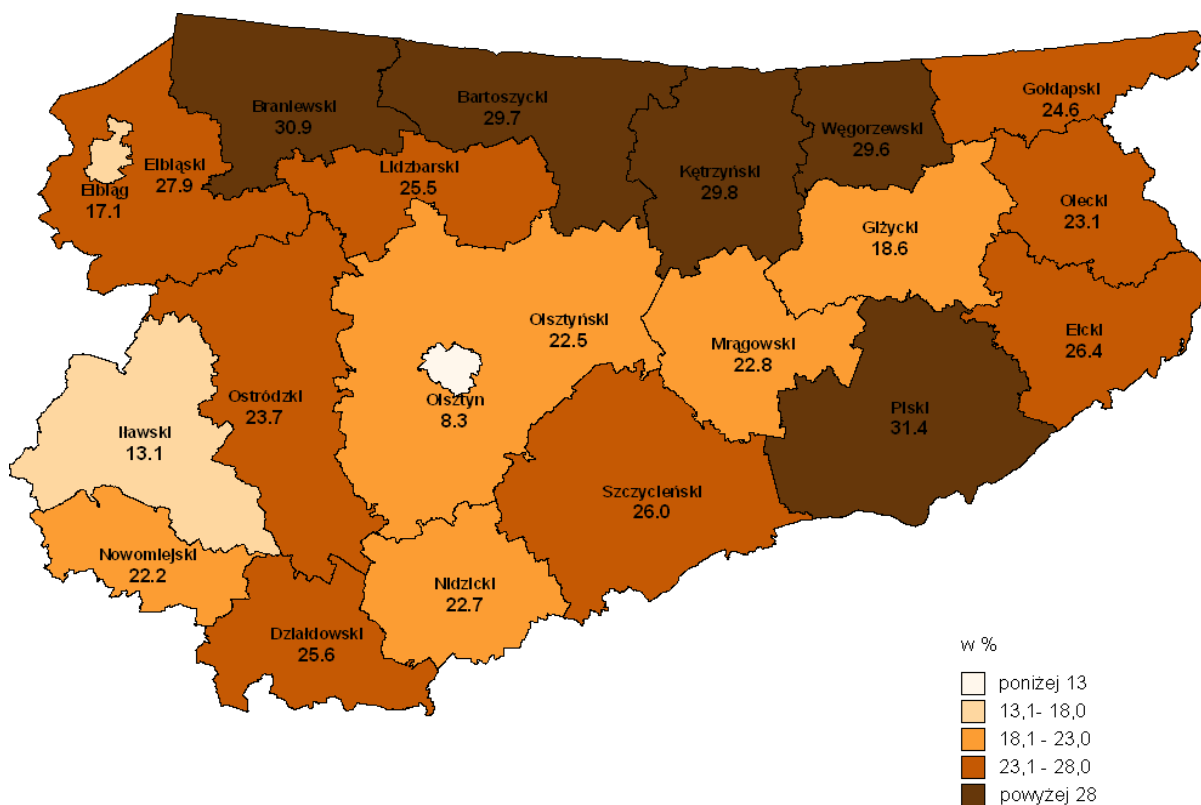 Braniewski
30.9
Bartoszycki
29.7
Gołdapski
24.6
Węgorzewski
29.6
Kętrzyński
29.8
Elbląski
27.9
Elbląg
17.1
Lidzbarski
25.5
Giżycki
18.6
Olecki
23.1
Olsztyński
22.5
Mrągowski
22.8
Ełcki
26.4
Ostródzki
23.7
Olsztyn
8.3
Piski
31.4
Iławski
13.1
Szczycieński
26.0
Nowomiejski
22.2
Nidzicki
22.7
Działdowski
25.6
w %
poniżej 13
13,1- 18,0
18,1 - 23,0
23,1 - 28,0
powyżej 28